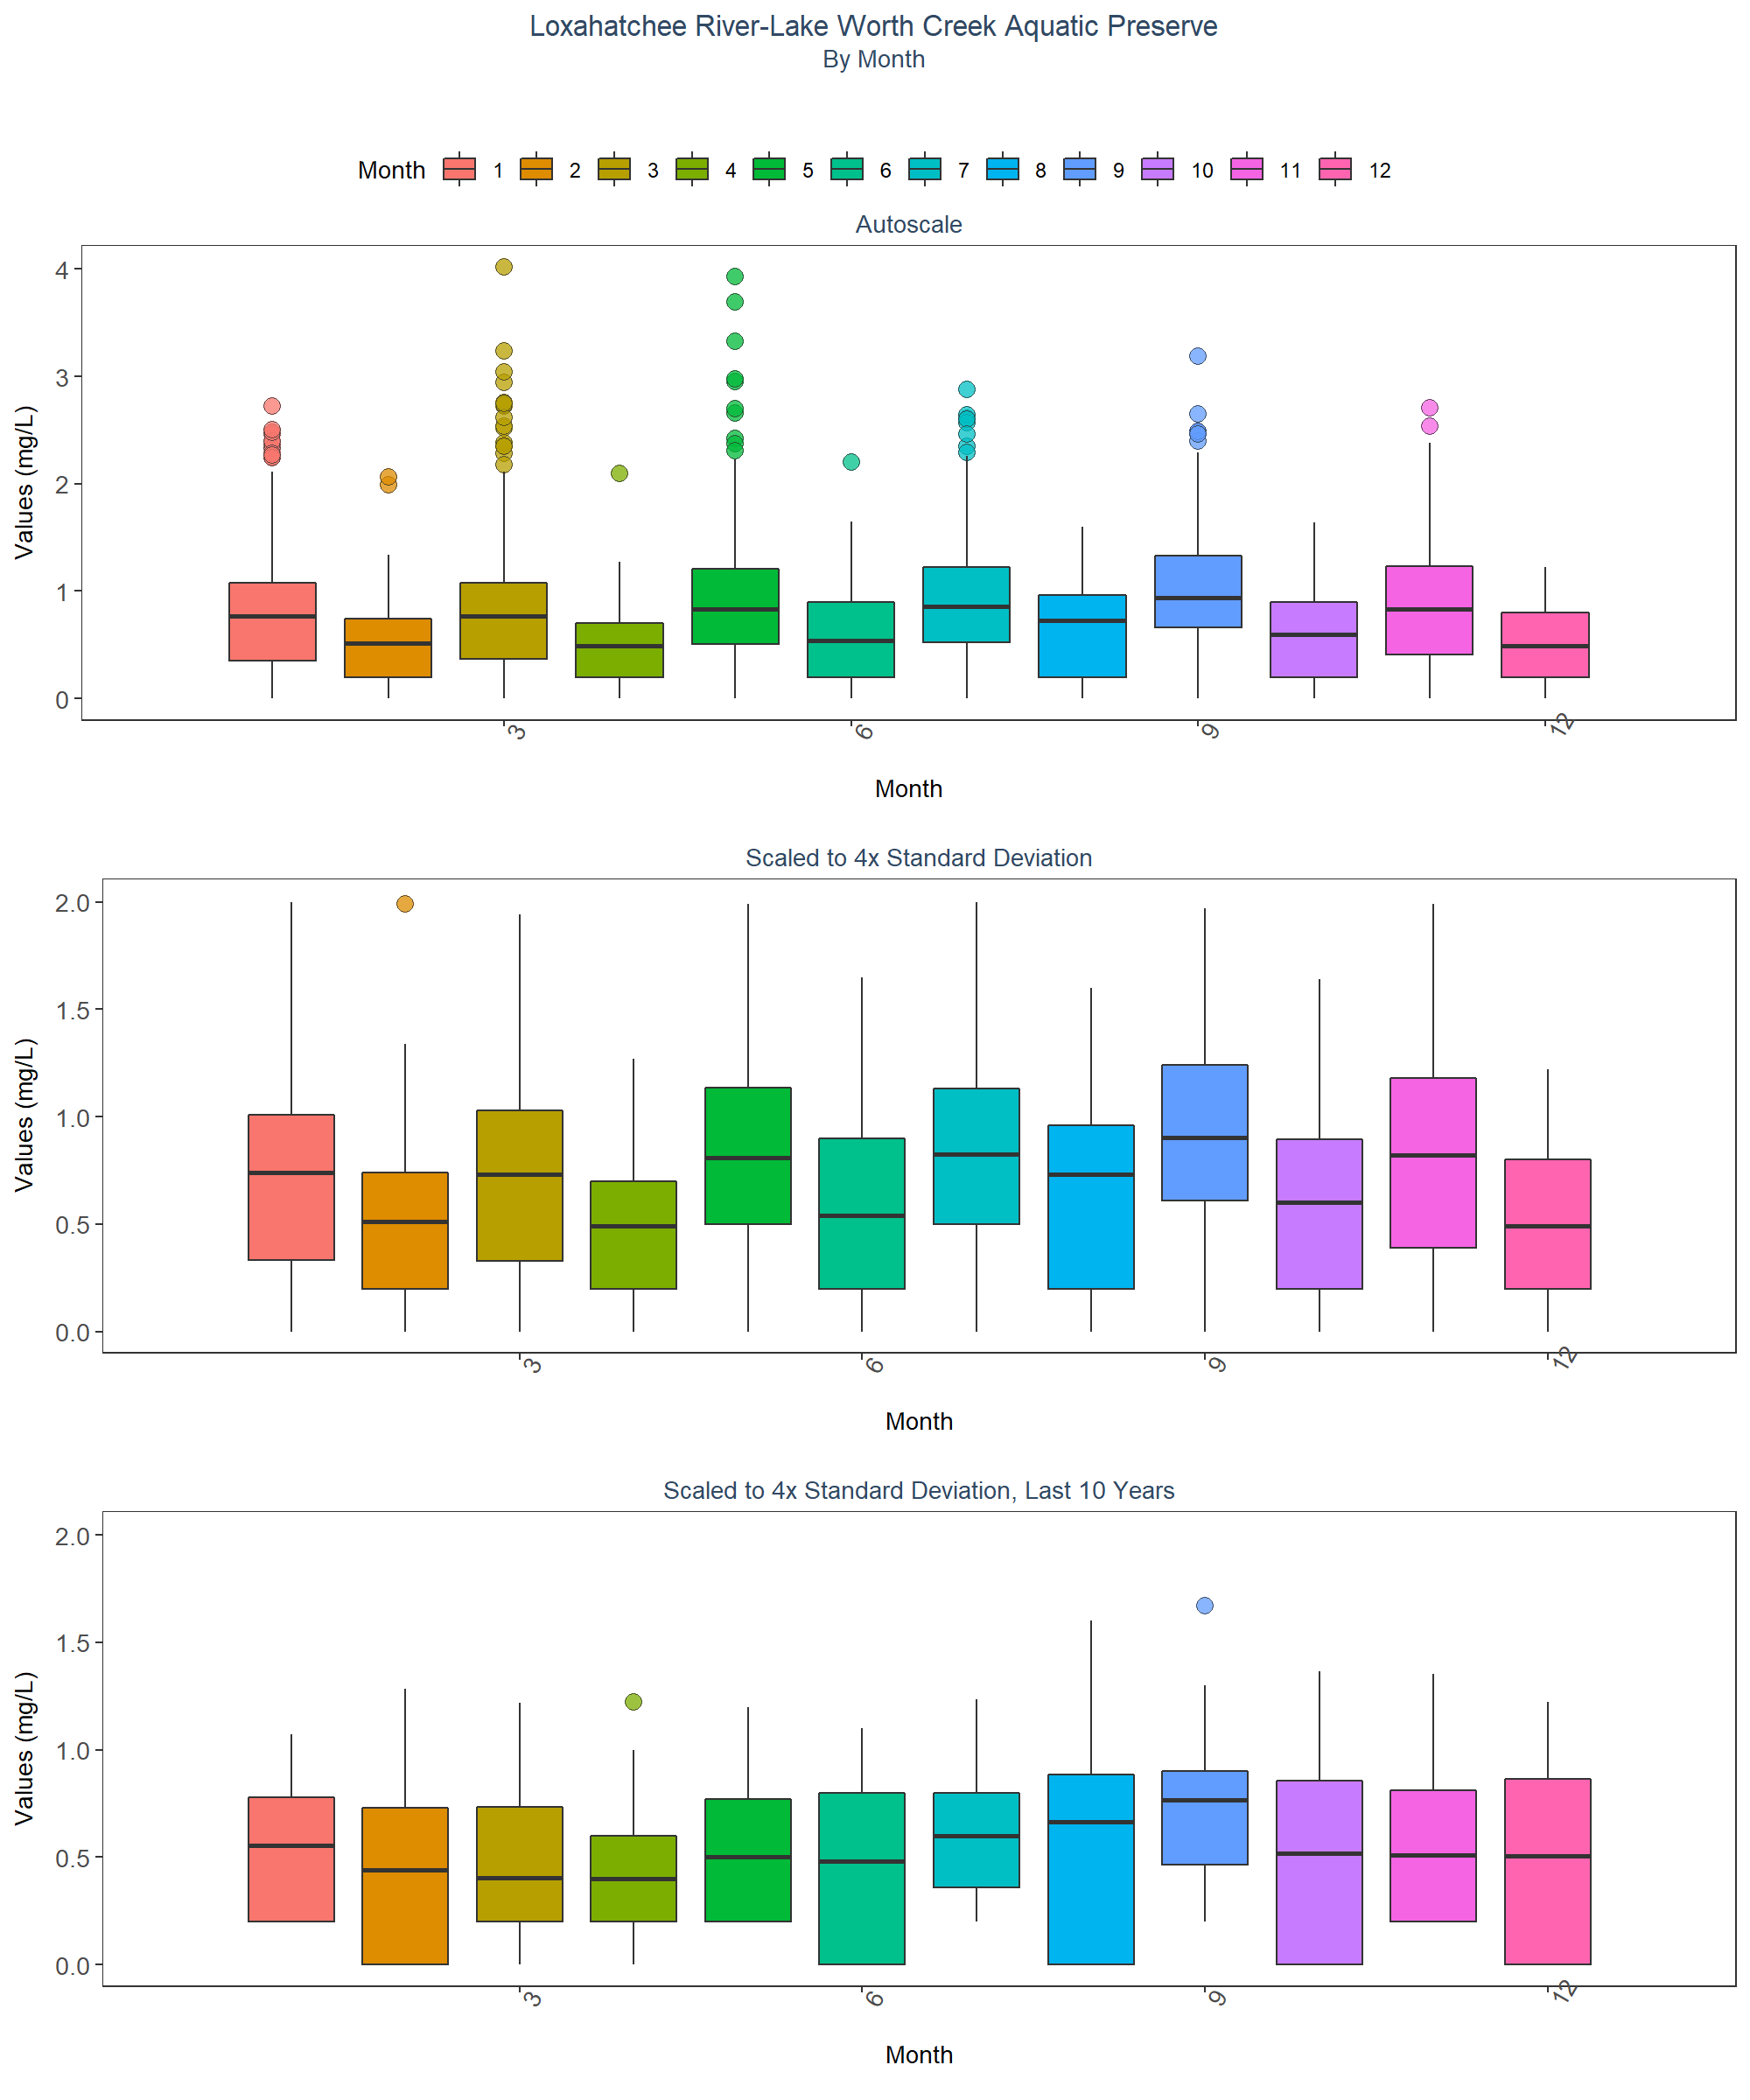 Loxahatchee River-Lake Worth Creek Aquatic Preserve
By Month
Month 1 2 3 4 5 6 7 8 9 10 11 12
Autoscale
Values (mg/L)
4
3
2
1
0
3 6 9 12
Month
Scaled to 4x Standard Deviation
Values (mg/L)
2.0
1.5
1.0
0.5
0.0
3 6 9 12
Month
Scaled to 4x Standard Deviation, Last 10 Years
Values (mg/L)
2.0
1.5
1.0
0.5
0.0
3 6 9 12
Month